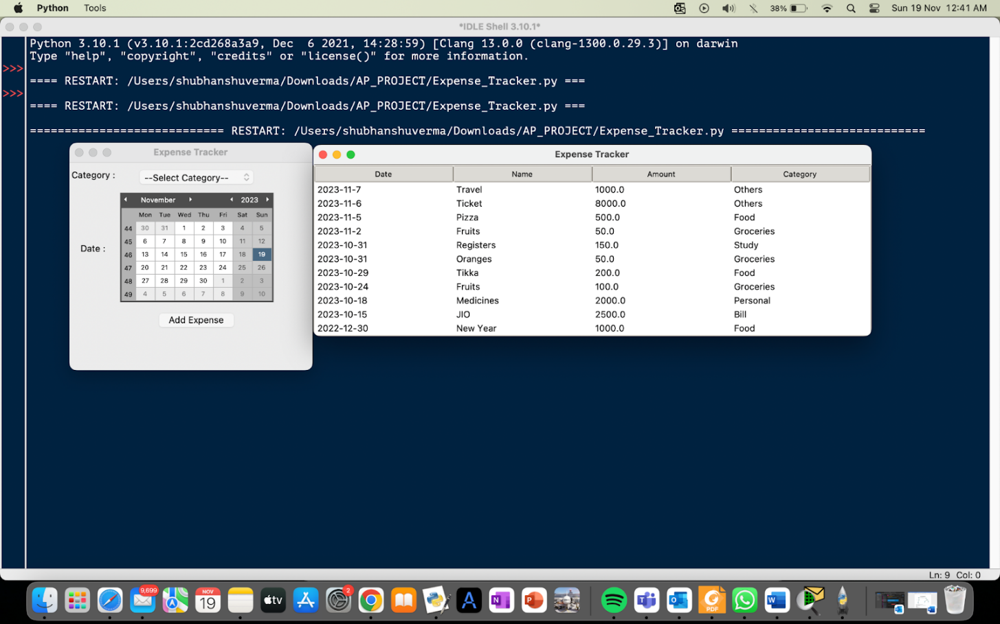 Python Tools 38% Sun 19 Nov 12:41 AM
*IDLE Shell 3.10.1*
Python 3.10.1 (v3.10.1:2cd268a3a9, Dec  6 2021, 14:28:59) [Clang 13.0.0 (clang-1300.0.29.3)] on darwin
Type "help", "copyright", "credits" or "license()" for more information.
>>>
==== RESTART: /Users/shubhanshuverma/Downloads/AP_PROJECT/Expense_Tracker.py ===
>>>
==== RESTART: /Users/shubhanshuverma/Downloads/AP_PROJECT/Expense_Tracker.py ===
============================ RESTART: /Users/shubhanshuverma/Downloads/AP_PROJECT/Expense_Tracker.py ============================
Expense Tracker
Category : --Select Category--
November 2023
Mon Tue Wed Thu Fri Sat Sun
44 30 31 1 2 3 4 5
45 6 7 8 9 10 11 12
Date :
46 13 14 15 16 17 18 19
47 20 21 22 23 24 25 26
48 27 28 29 30 1 2 3
49 4 5 6 7 8 9 10
Add Expense
Expense Tracker
Date Name Amount Category
2023-11-7 Travel 1000.0 Others
2023-11-6 Ticket 8000.0 Others
2023-11-5 Pizza 500.0 Food
2023-11-2 Fruits 50.0 Groceries
2023-10-31 Registers 150.0 Study
2023-10-31 Oranges 50.0 Groceries
2023-10-29 Tikka 200.0 Food
2023-10-24 Fruits 100.0 Groceries
2023-10-18 Medicines 2000.0 Personal
2023-10-15 JIO 2500.0 Bill
2022-12-30 New Year 1000.0 Food
Ln: 9 Col: 0
9,699 NOV 19 tv 2 A N P T O PDF W